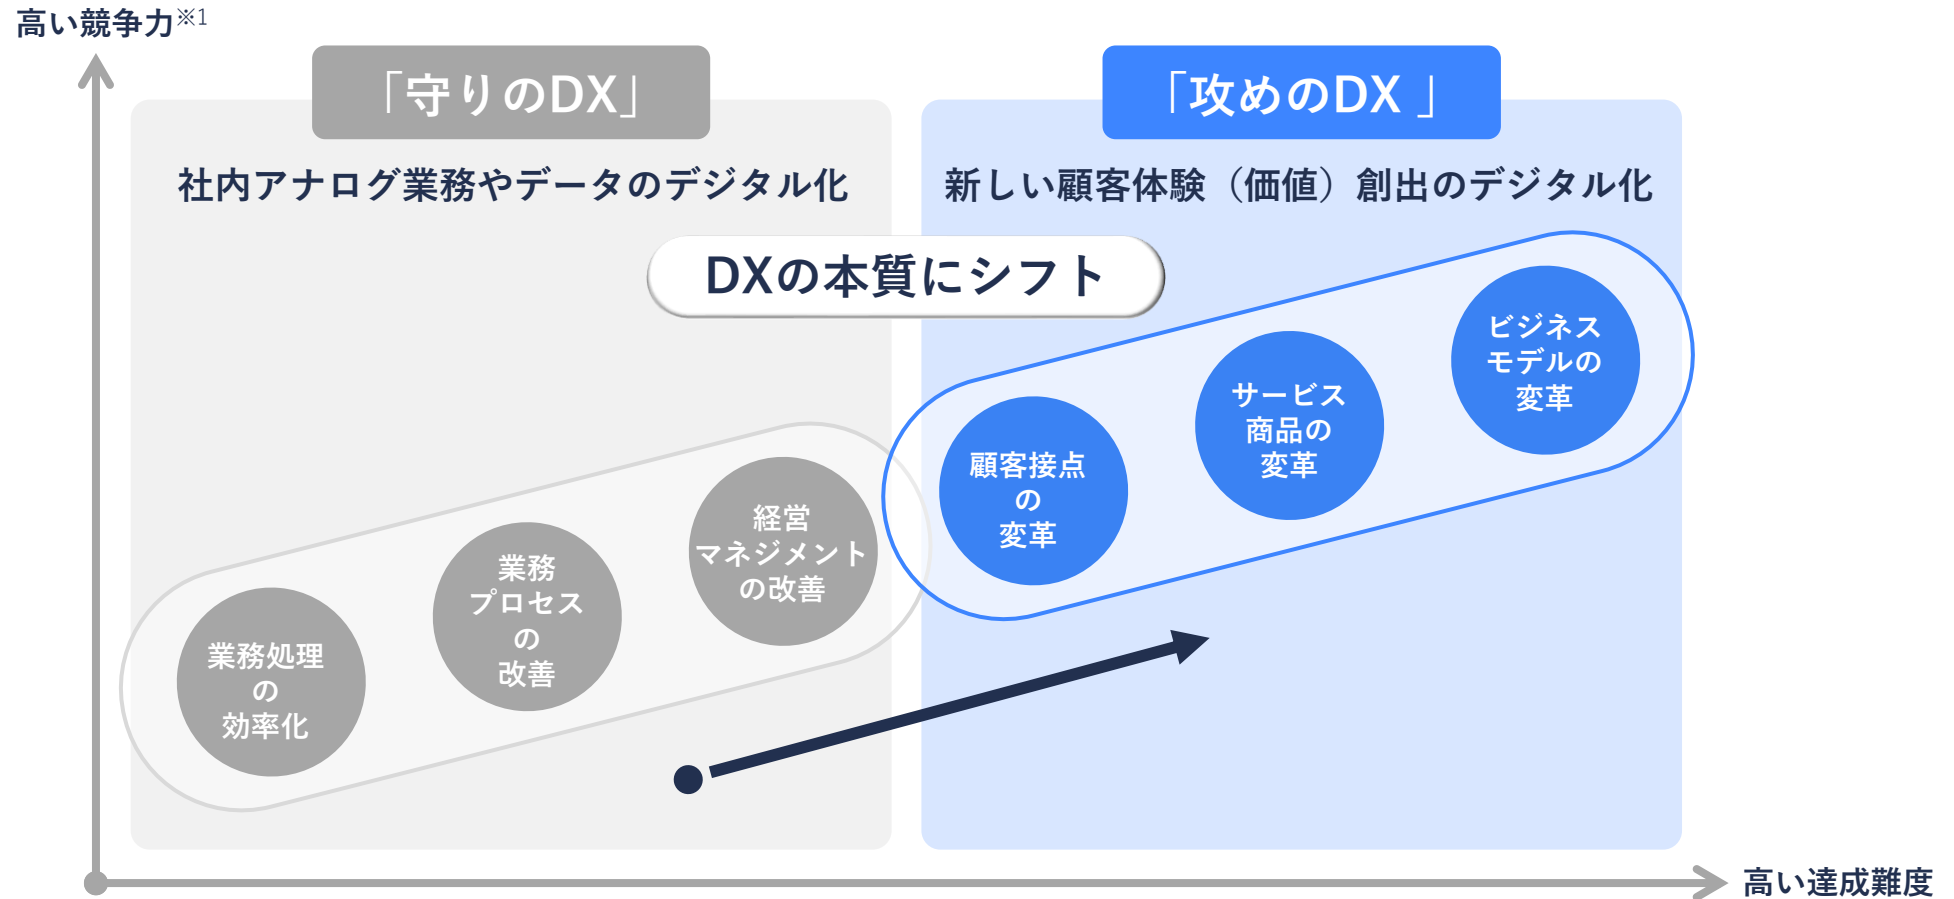 高い競争力※1
「守りのDX」
社内アナログ業務やデータのデジタル化
「攻めのDX 」
新しい顧客体験（価値）創出のデジタル化
DXの本質にシフト
業務処理
の
効率化
業務
プロセス
の
改善
経営
マネジメント
の改善
顧客接点
の
変革
サービス
商品の
変革
ビジネス
モデルの
変革
高い達成難度